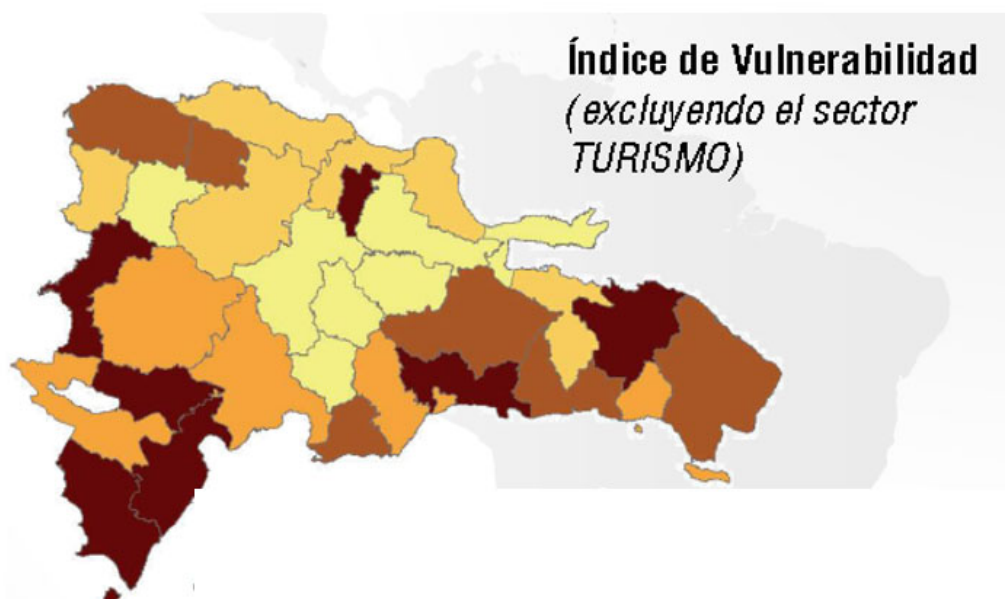 Índice de Vulnerabilidad
(excluyendo el sector
TURISMO)